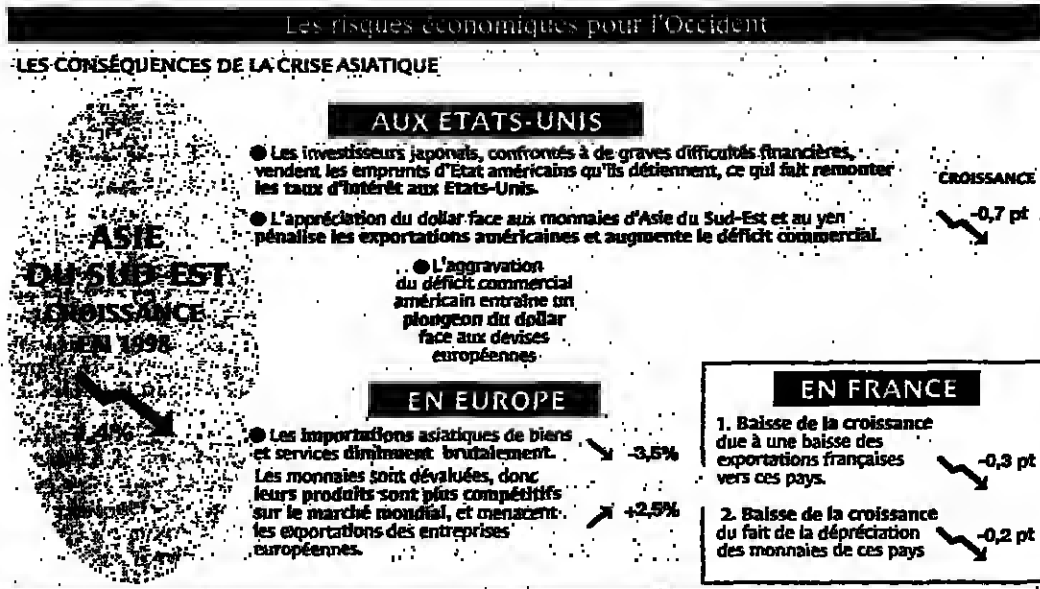 Les risques économiques pour l'Occident
LES CONSÉQUENCES DE LA CRISE ASIATIQUE
ASIE
DU SUD-EST
CROISSANCE
EN 1998
AUX ETATS-UNIS
● Les investisseurs japonais, confrontés à de graves difficultés financières,
vendent les emprunts d'Etat américains qu'ils détiennent, ce qui fait remonter
les taux d'intérêt aux Etats-Unis.
● L'appréciation du dollar face aux monnaies d'Asie du Sud-Est et au yen
pénalise les exportations américaines et augmente le déficit commercial.
CROISSANCE
-0,7 pt
● L'aggravation
du déficit commercial
américain entraîne un
plongeon du dollar
face aux devises
européennes
EN EUROPE
● Les importations asiatiques de biens
et services diminuent brutalement.
-3,5%
Les monnaies sont dévaluées, donc
leurs produits sont plus compétitifs
sur le marché mondial, et menacent
les exportations des entreprises
européennes.
+2,5%
EN FRANCE
1. Baisse de la croissance
due à une baisse des
exportations françaises
vers ces pays.
-0,3 pt
2. Baisse de la croissance
du fait de la dépréciation
des monnaies de ces pays
-0,2 pt